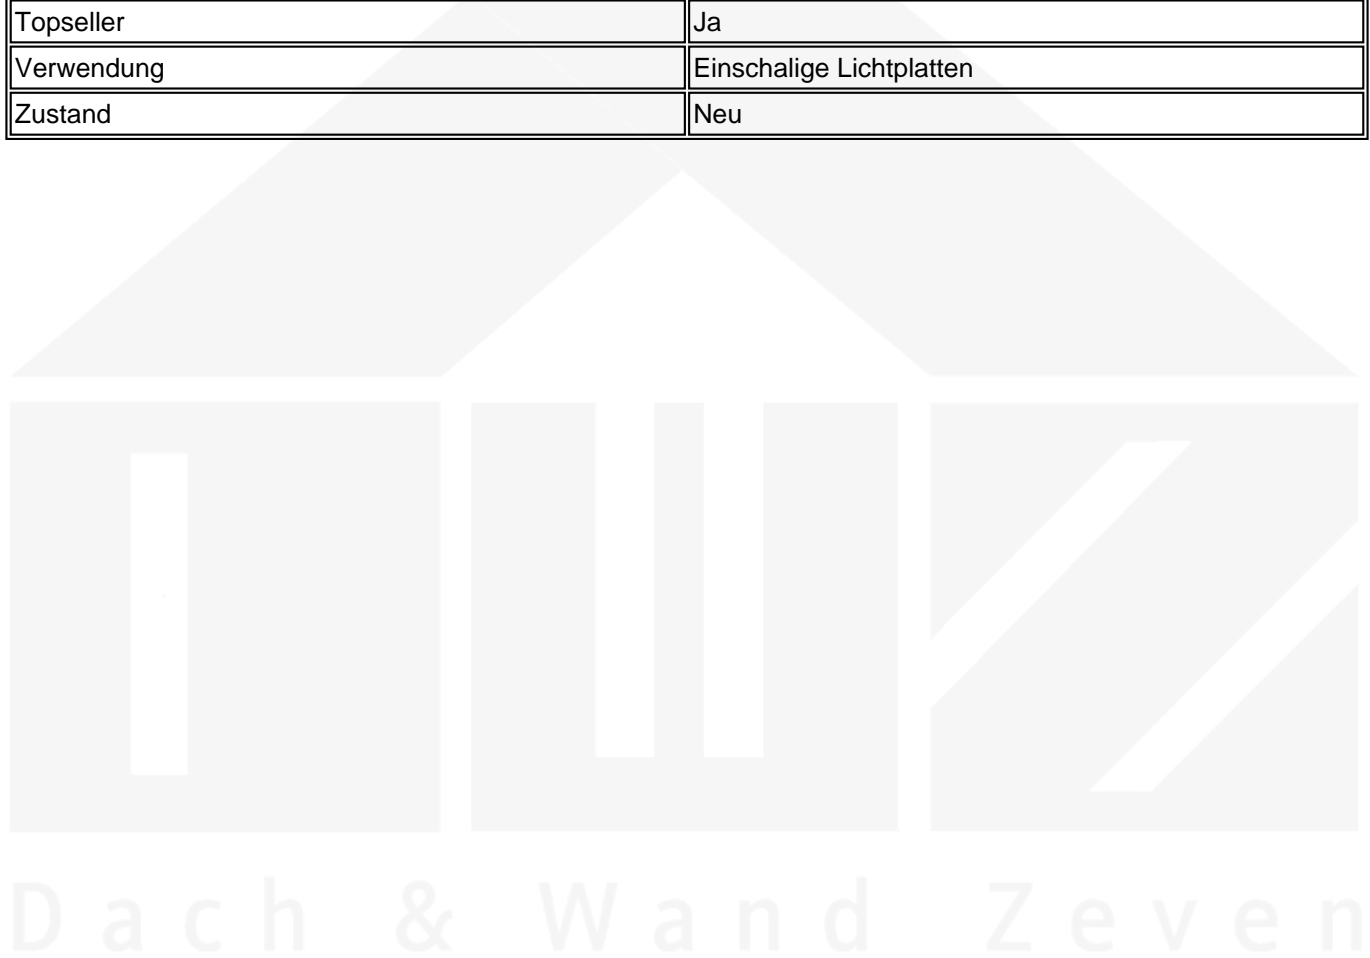 Topseller Ja
Verwendung Einschalige Lichtplatten
Zustand Neu
Dach & Wand Zeven